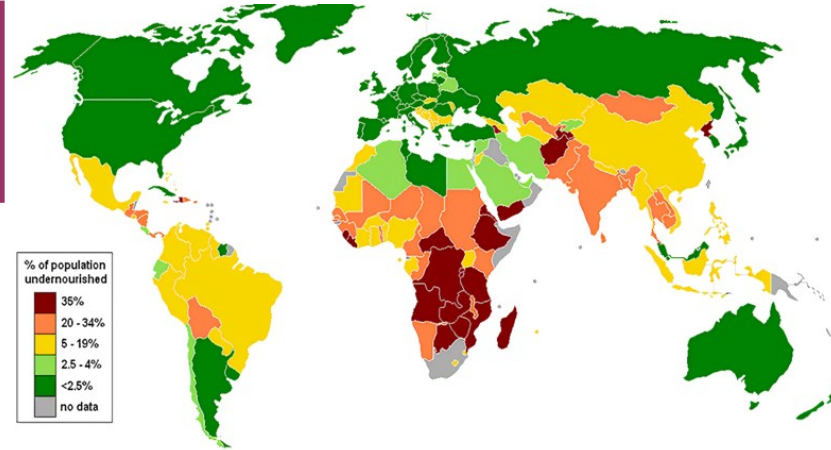 % of population
undernourished
35%
20 - 34%
5 - 19%
2.5 - 4%
<2.5%
no data